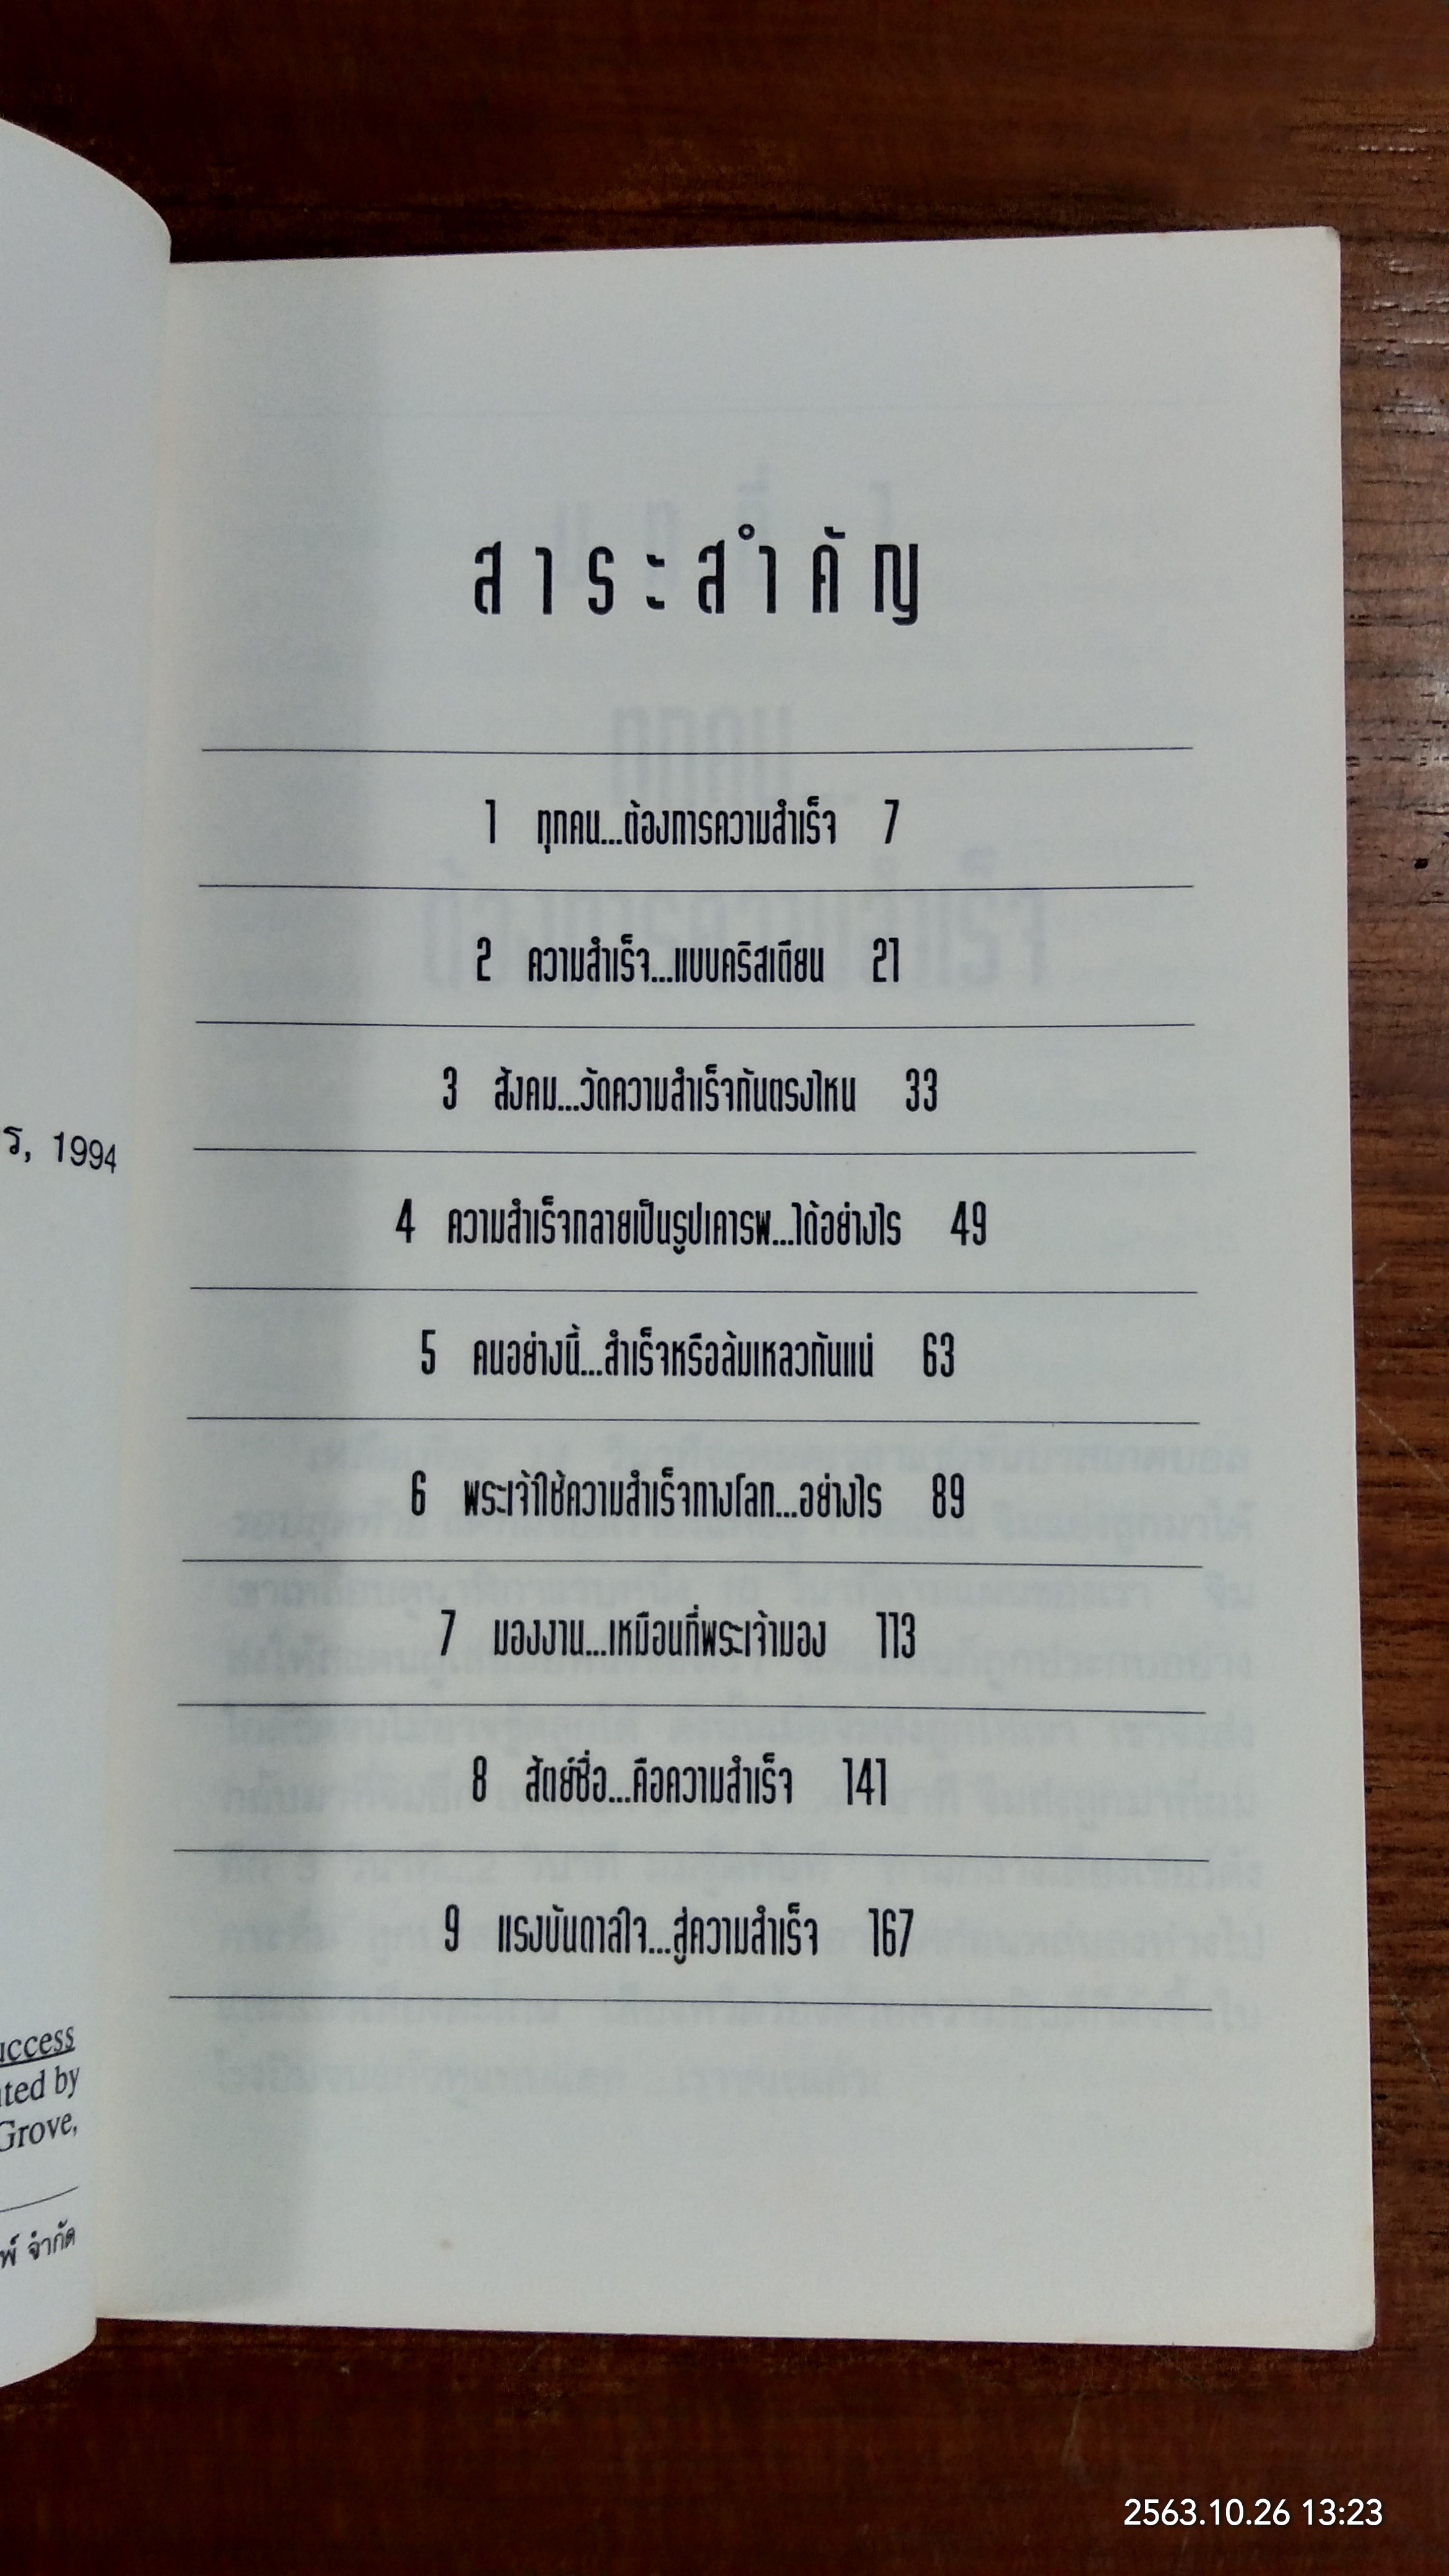 ร, 1994
uccess
ted by
Grove,
พ์ จำกัด
สาระสำคัญ
1 ทุกคน...ต้องการความสำเร็จ 7
2 ความสำเร็จ...แบบคริสเตียน 21
3 สังคม...วัดความสำเร็จกันตรงไหน 33
4 ความสำเร็จกลายเป็นรูปเคารพ...ได้อย่างไร 49
5 คนอย่างนี้...สำเร็จหรือล้มเหลวกันแน่ 63
6 พระเจ้าใช้ความสำเร็จทางโลก...อย่างไร 89
7 มองงาน...เหมือนที่พระเจ้ามอง 113
8 สัตย์ซื่อ...คือความสำเร็จ 141
9 แรงบันดาลใจ...สู่ความสำเร็จ 167
2563.10.26 13:23